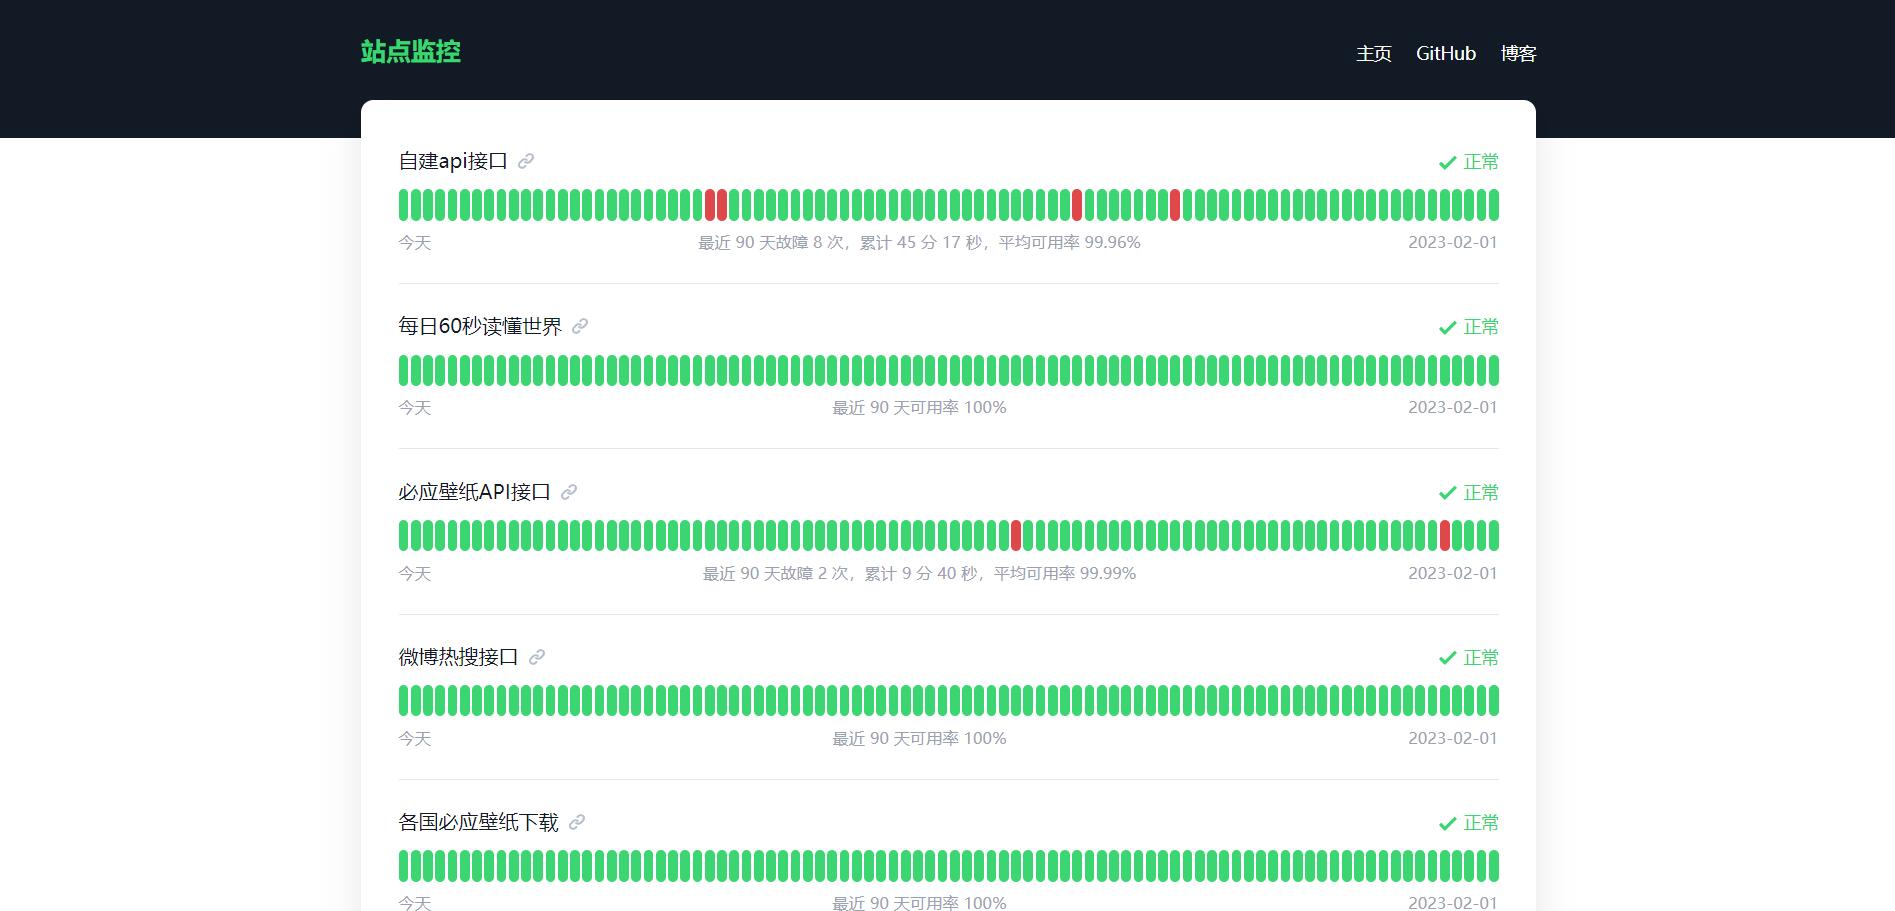 站点监控
主页 GitHub 博客
自建api接口 正常
今天 最近 90 天故障 8 次，累计 45 分 17 秒，平均可用率 99.96% 2023-02-01
每日60秒读懂世界 正常
今天 最近 90 天可用率 100% 2023-02-01
必应壁纸API接口 正常
今天 最近 90 天故障 2 次，累计 9 分 40 秒，平均可用率 99.99% 2023-02-01
微博热搜接口 正常
今天 最近 90 天可用率 100% 2023-02-01
各国必应壁纸下载 正常
今天 最近 90 天可用率 100% 2023-02-01